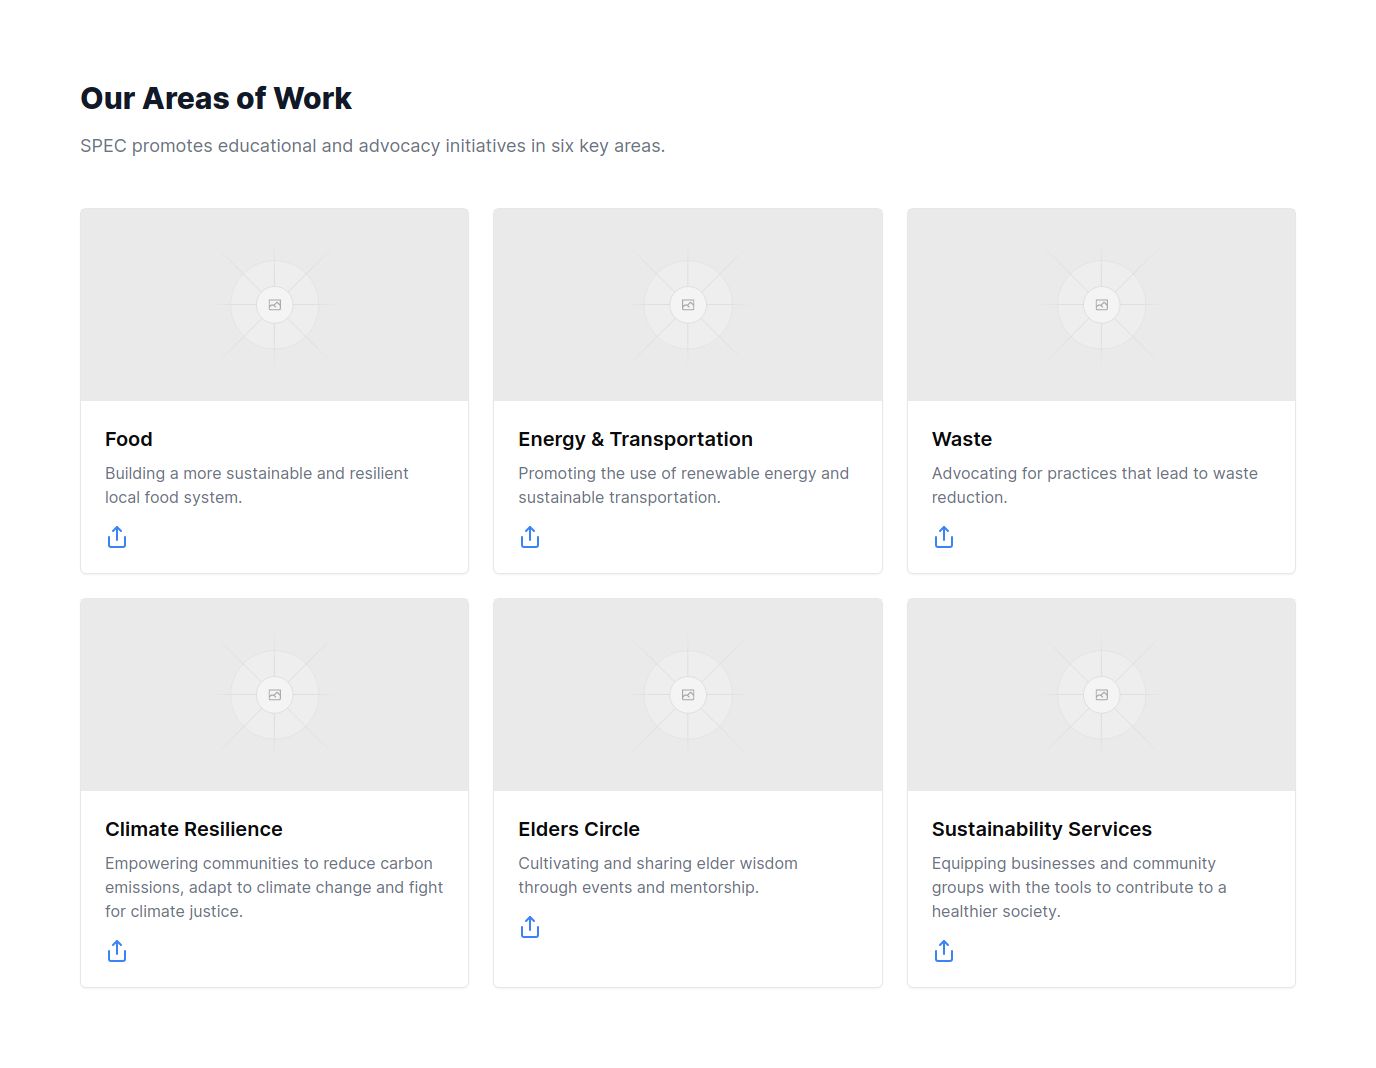 Our Areas of Work
SPEC promotes educational and advocacy initiatives in six key areas.
Food
Building a more sustainable and resilient
local food system.
Energy & Transportation
Promoting the use of renewable energy and
sustainable transportation.
Waste
Advocating for practices that lead to waste
reduction.
Climate Resilience
Empowering communities to reduce carbon
emissions, adapt to climate change and fight
for climate justice.
Elders Circle
Cultivating and sharing elder wisdom
through events and mentorship.
Sustainability Services
Equipping businesses and community
groups with the tools to contribute to a
healthier society.